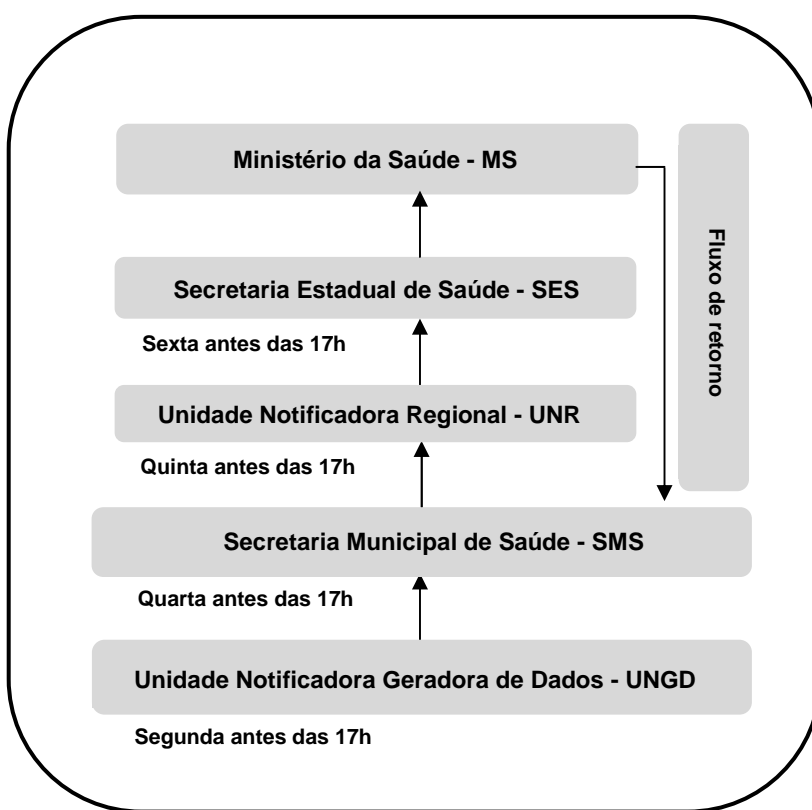 Ministério da Saúde - MS
Secretaria Estadual de Saúde - SES
Sexta antes das 17h
Unidade Notificadora Regional - UNR
Quinta antes das 17h
Secretaria Municipal de Saúde - SMS
Quarta antes das 17h
Unidade Notificadora Geradora de Dados - UNGD
Segunda antes das 17h
Fluxo de retorno